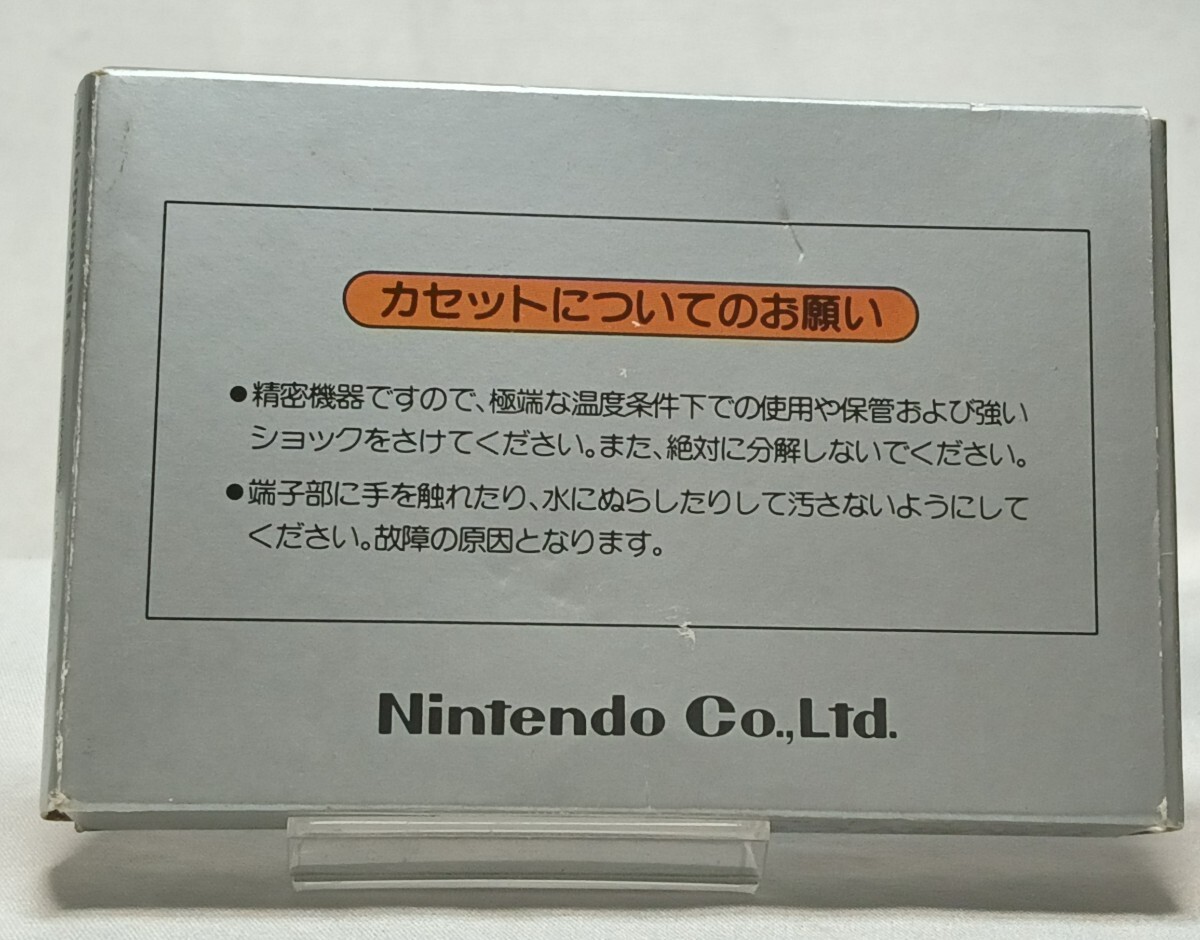 カセットについてのお願い
●精密機器ですので、極端な温度条件下での使用や保管および強い
ショックをさけてください。また、絶対に分解しないでください。
●端子部に手を触れたり、水にぬらしたりして汚さないようにして
ください。故障の原因となります。
Nintendo Co.,Ltd.